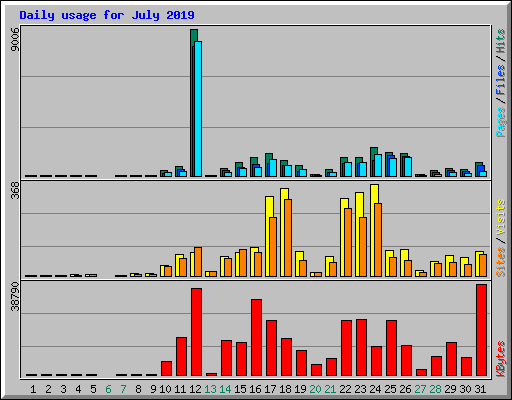 Daily usage for July 2019
9006
Pages / Files / Hits
368
Sites / Visits
38790
KBytes
1 2 3 4 5 6 7 8 9 10 11 12 13 14 15 16 17 18 19 20 21 22 23 24 25 26 27 28 29 30 31